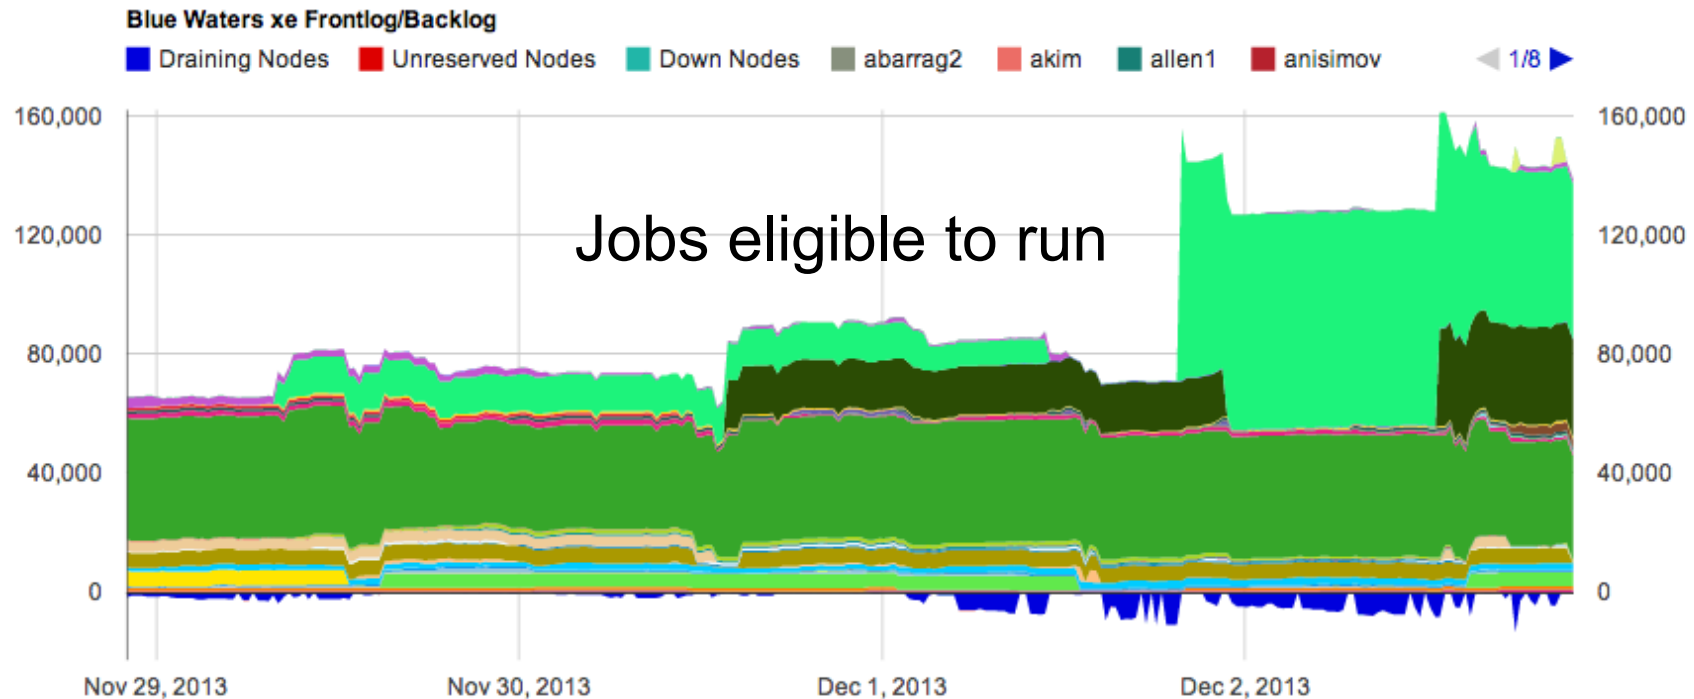 Blue Waters xe Frontlog/Backlog
Draining Nodes Unreserved Nodes Down Nodes abarrag2 akim allen1 anisimov 1/8
160,000 160,000
120,000 Jobs eligible to run 120,000
80,000 80,000
40,000 40,000
0 0
Nov 29, 2013 Nov 30, 2013 Dec 1, 2013 Dec 2, 2013